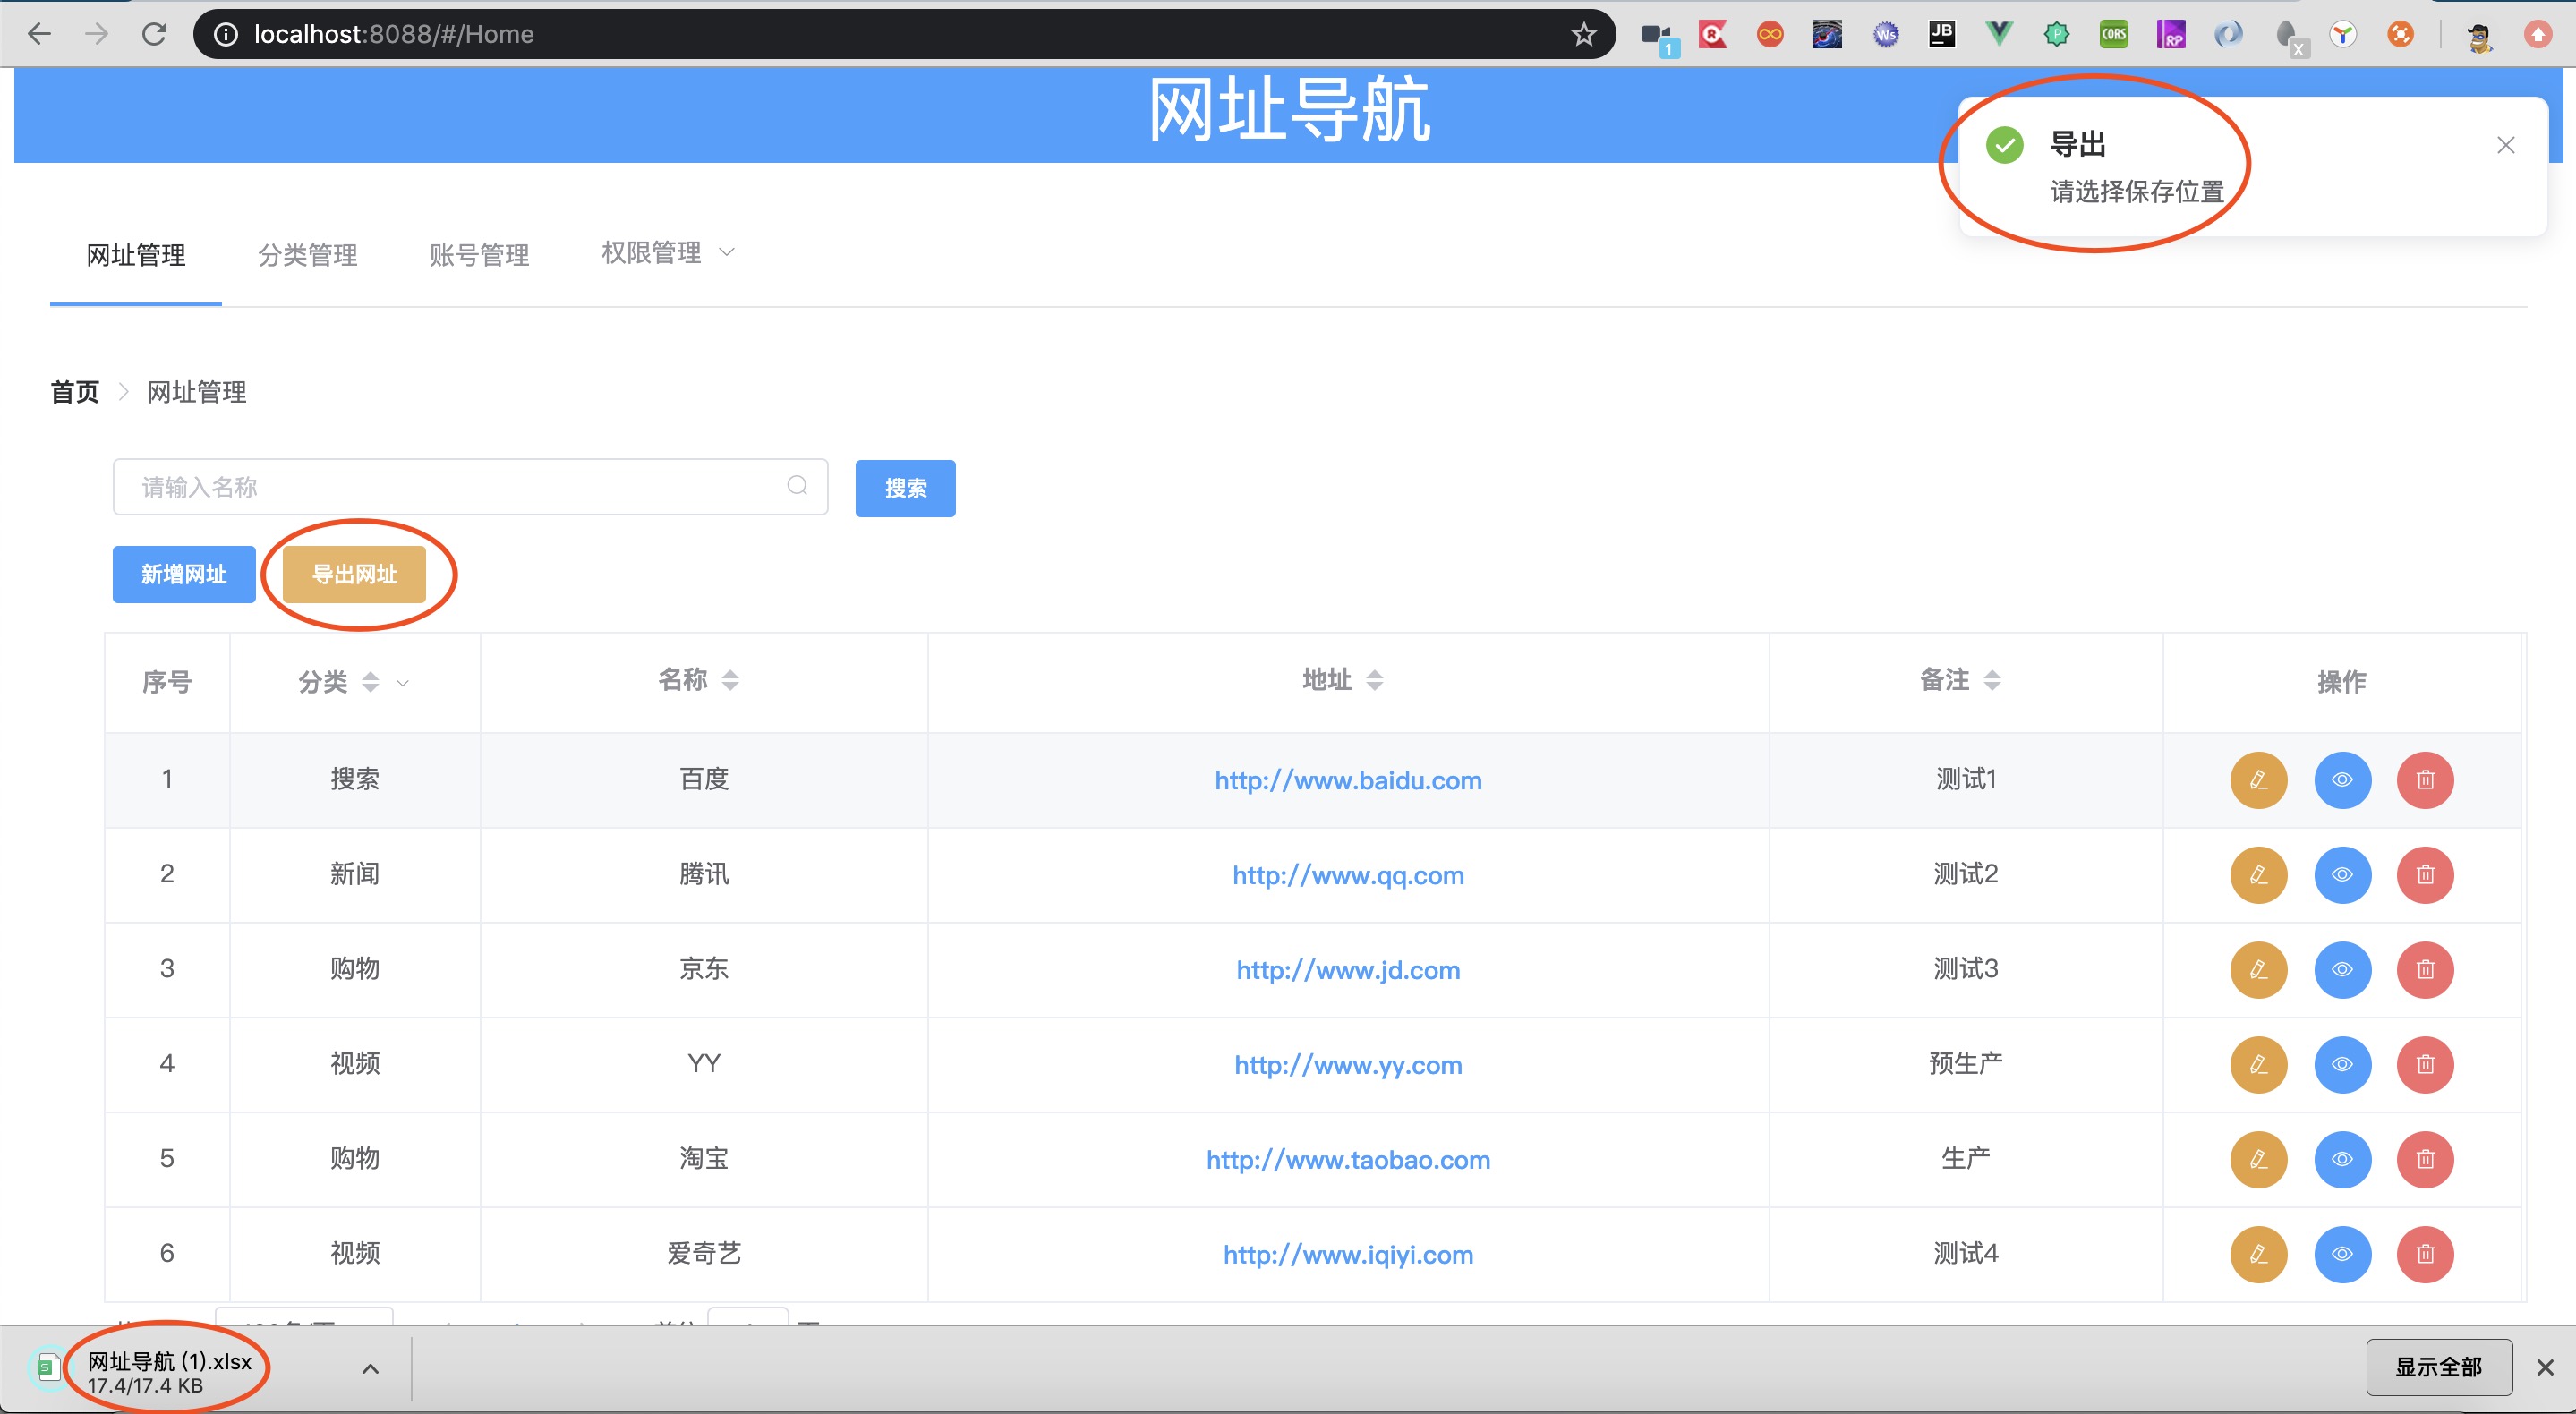 localhost:8088/#/Home
1
Ws
JB
P
CORS
RP
X
网址导航
导出
请选择保存位置
网址管理 分类管理 账号管理 权限管理
首页 网址管理
请输入名称 搜索
新增网址 导出网址
序号 分类 名称 地址 备注 操作
1 搜索 百度 http://www.baidu.com 测试1
2 新闻 腾讯 http://www.qq.com 测试2
3 购物 京东 http://www.jd.com 测试3
4 视频 YY http://www.yy.com 预生产
5 购物 淘宝 http://www.taobao.com 生产
6 视频 爱奇艺 http://www.iqiyi.com 测试4
网址导航 (1).xlsx
17.4/17.4 KB
显示全部